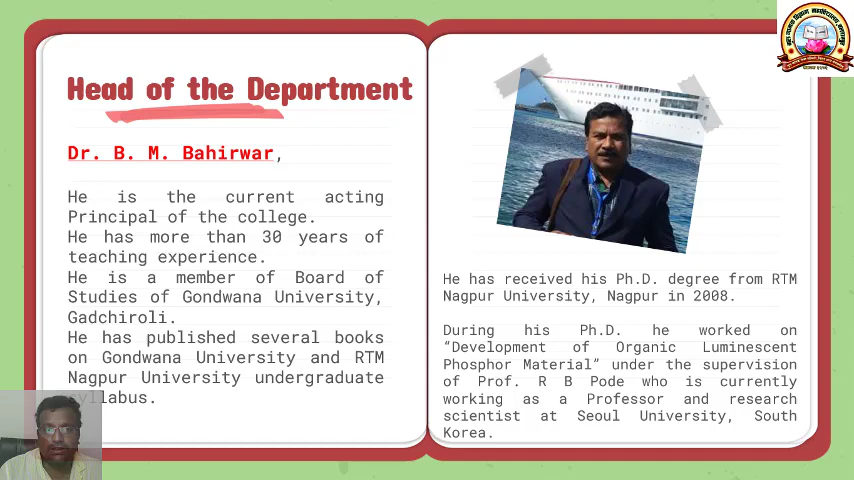 Head of the Department
Dr. B. M. Bahirwar,
He is the current acting
Principal of the college.
He has more than 30 years of
teaching experience.
He is a member of Board of
Studies of Gondwana University,
Gadchiroli.
He has published several books
on Gondwana University and RTM
Nagpur University undergraduate
syllabus.
He has received his Ph.D. degree from RTM
Nagpur University, Nagpur in 2008.
During his Ph.D. he worked on
“Development of Organic Luminescent
Phosphor Material” under the supervision
of Prof. R B Pode who is currently
working as a Professor and research
scientist at Seoul University, South
Korea.